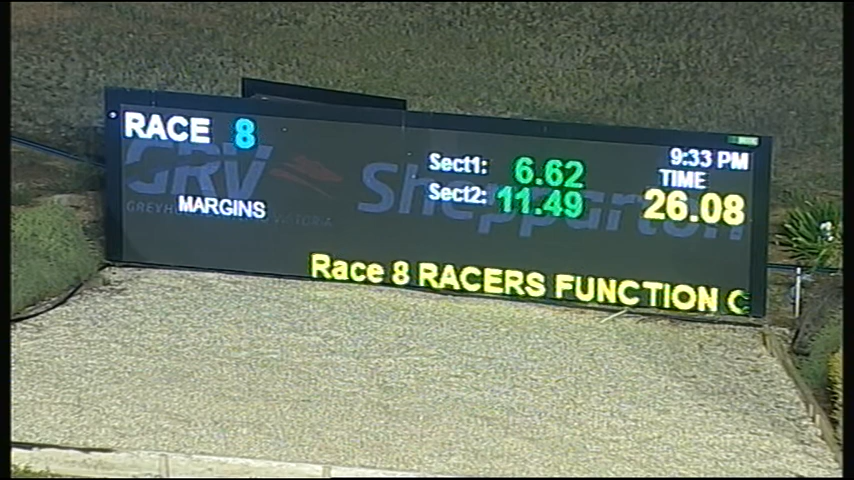 RACE 8
9:33 PM
Sect1: 6.62
TIME
Sect2: 11.49
26.08
GRV
Shepparton
MARGINS
GREYHOUND RACING VICTORIA
Race 8 RACERS FUNCTION C